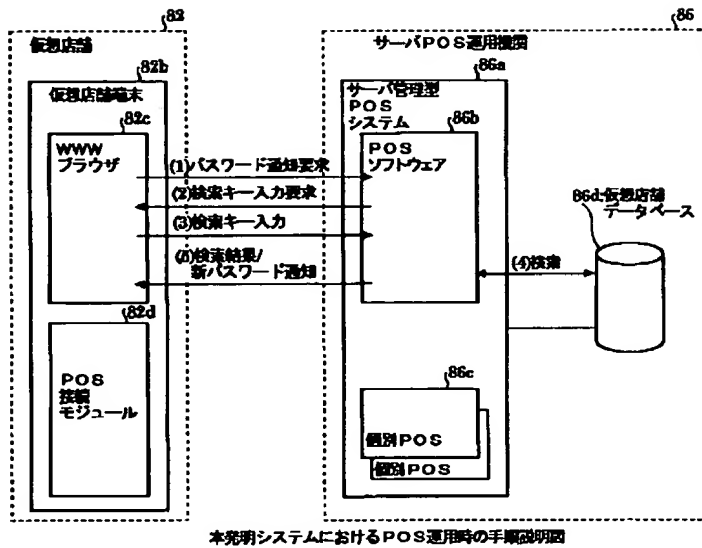 82
仮想店舗
82b
仮想店舗端末
82c
WWW
ブラウザ
82d
POS
接続
モジュール
(1)パスワード通知要求
(2)検索キー入力要求
(3)検索キー入力
(5)検索結果/
新パスワード通知
86
サーバPOS運用機関
86a
サーバ管理型
POS
システム
86b
POS
ソフトウェア
(4)検索
86d:仮想店舗
データベース
86c
個別POS
個別POS
本発明システムにおけるPOS運用時の手順説明図